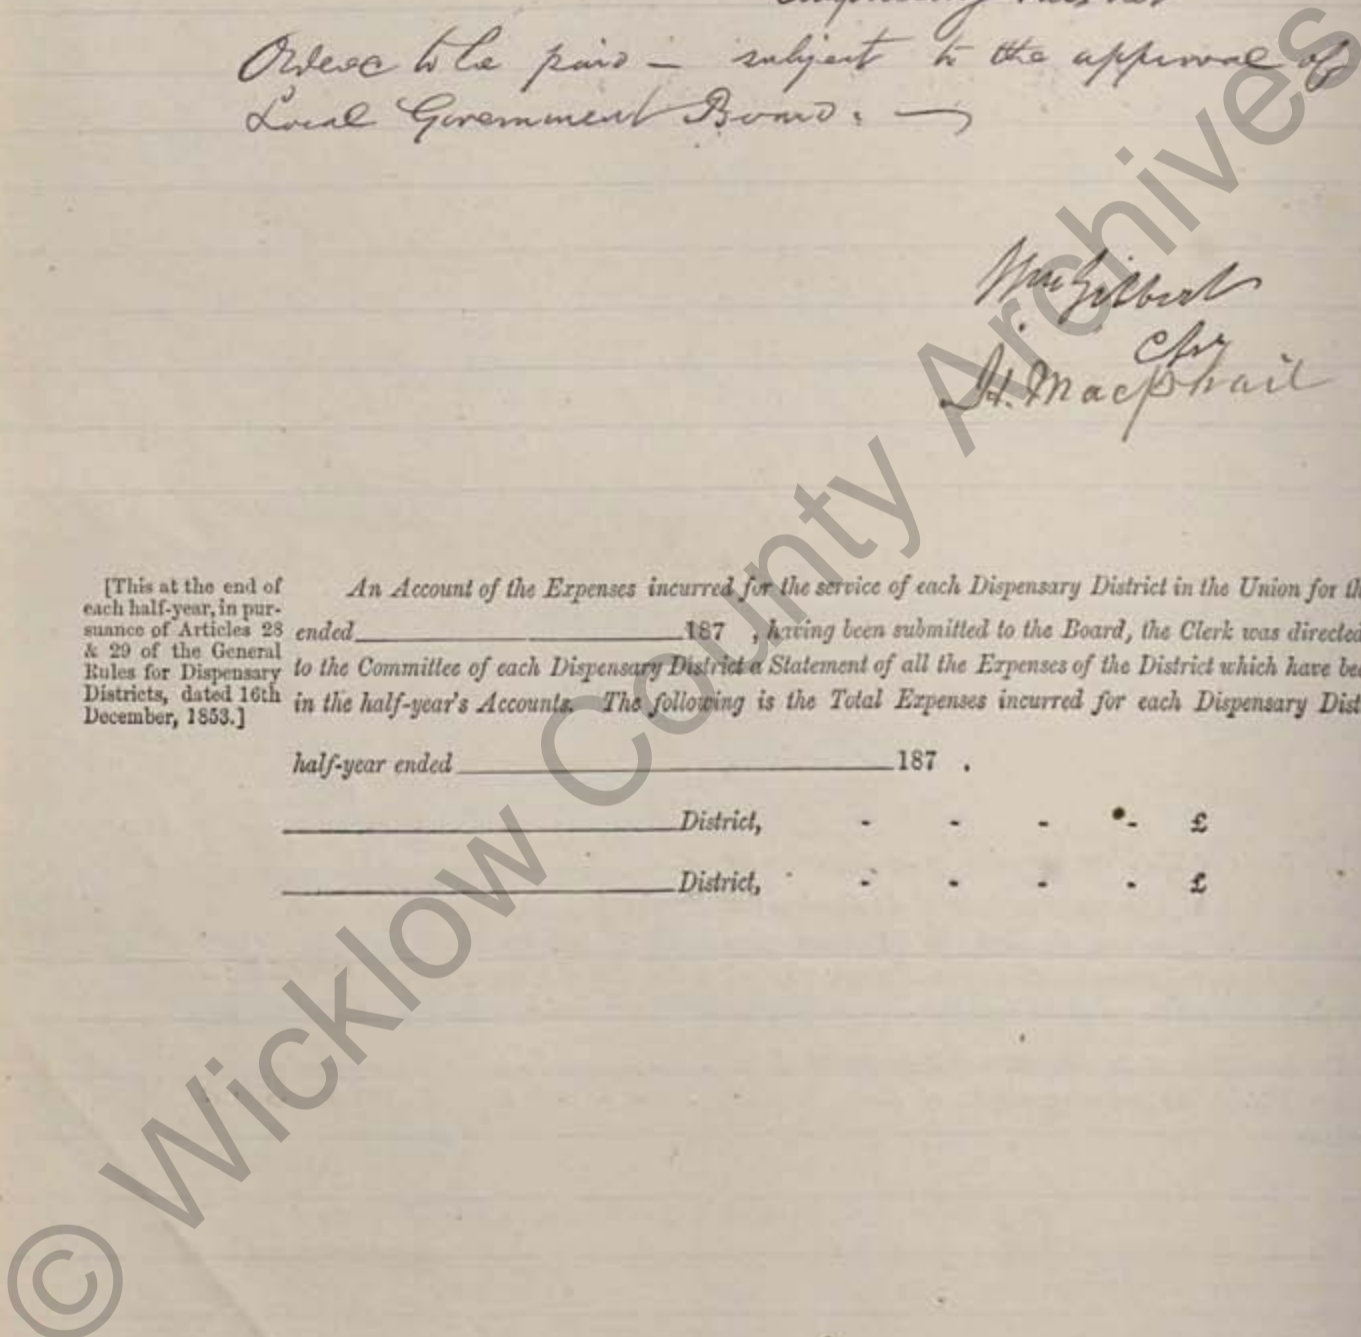 Ordered to be paid — subject to the approval of
Local Government Board. —
Wm Gilbert
Chn
H. Macphail
[This at the end of
each half-year, in pur-
suance of Articles 28
& 29 of the General
Rules for Dispensary
Districts, dated 16th
December, 1853.]
An Account of the Expenses incurred for the service of each Dispensary District in the Union for th
ended 187 , having been submitted to the Board, the Clerk was directed
to the Committee of each Dispensary District a Statement of all the Expenses of the District which have be
in the half-year's Accounts. The following is the Total Expenses incurred for each Dispensary Dist
half-year ended 187 .
District, - - - - £
District, - - - - £
© Wicklow County Archives